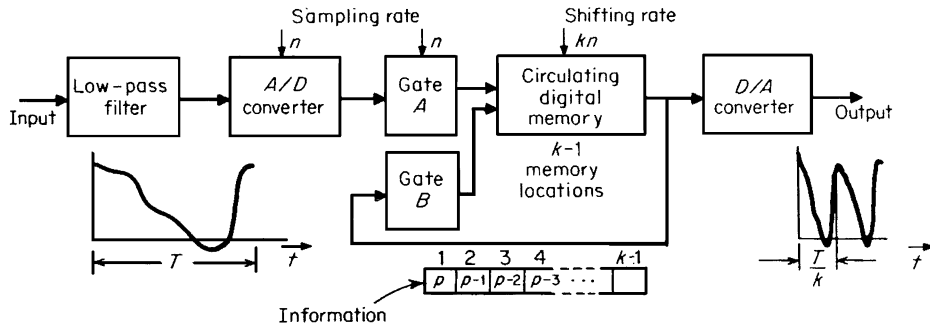 Sampling rate
Shifting rate
n
n
kn
Input
Low-pass filter
A/D converter
Gate A
Circulating digital memory
D/A converter
Output
k-1 memory locations
Gate B
T
t
1 2 3 4 k-1
p p-1 p-2 p-3 ...
Information
T/k
t